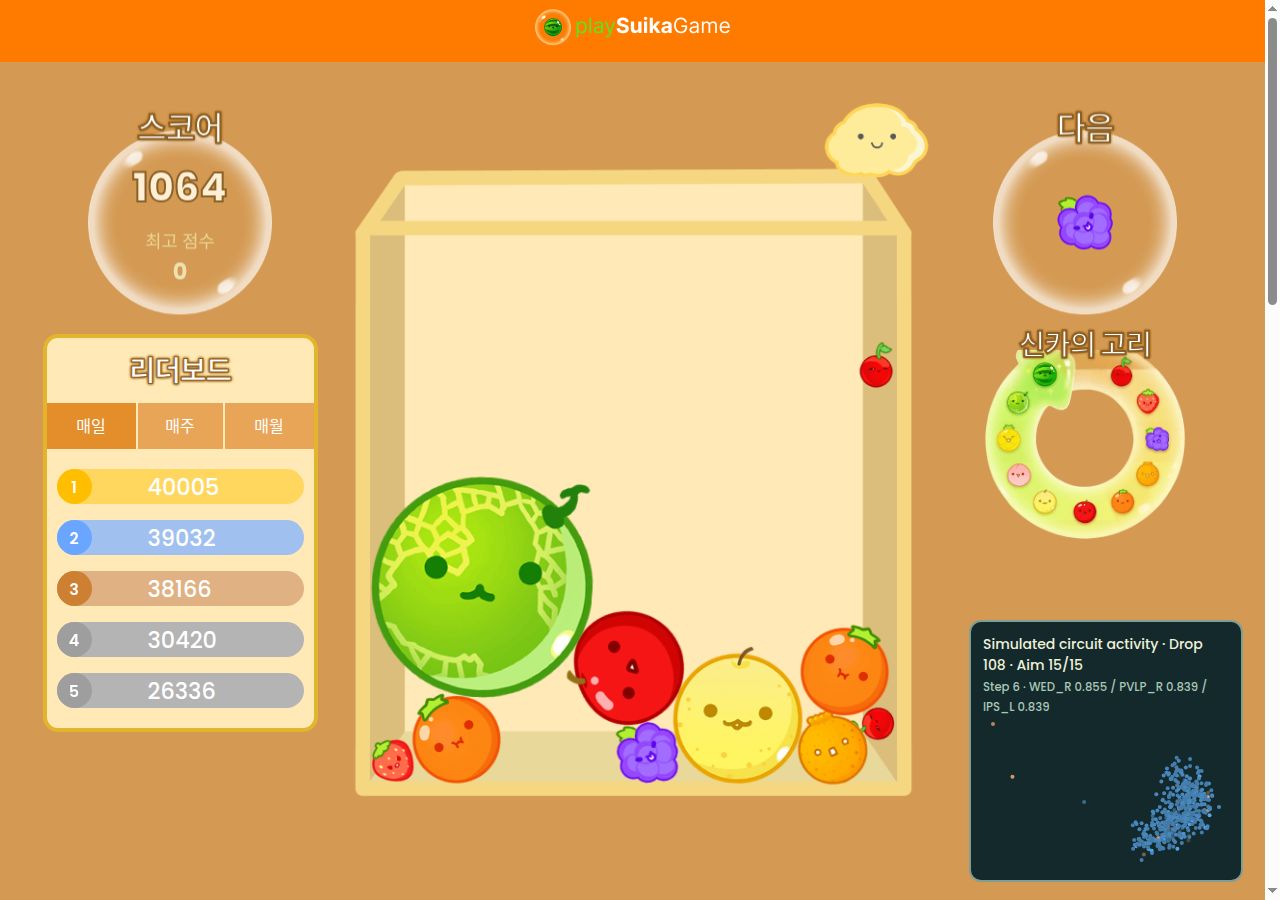 playSuikaGame
스코어
1064
최고 점수
0
다음
리더보드
매일 매주 매월
1 40005
2 39032
3 38166
4 30420
5 26336
신카의 고리
Simulated circuit activity · Drop
108 · Aim 15/15
Step 6 · WED_R 0.855 / PVLP_R 0.839 /
IPS_L 0.839